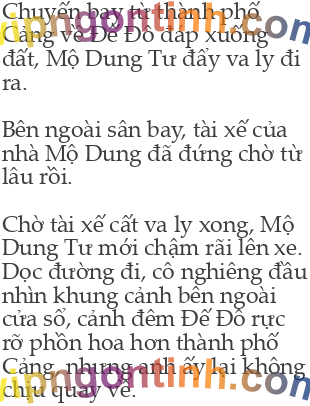 Chuyến bay từ thành phố
Cảng về Đế Đô đáp xuống
đất, Mộ Dung Tư đẩy va ly đi
ra.
Bên ngoài sân bay, tài xế của
nhà Mộ Dung đã đứng chờ từ
lâu rồi.
Chờ tài xế cất va ly xong, Mộ
Dung Tư mới chậm rãi lên xe.
Dọc đường đi, cô nghiêng đầu
nhìn khung cảnh bên ngoài
cửa sổ, cảnh đêm Đế Đô rực
rỡ phồn hoa hơn thành phố
Cảng, nhưng anh ấy lại không
chịu quay về.
vipngontinh.com
vipngontinh.com